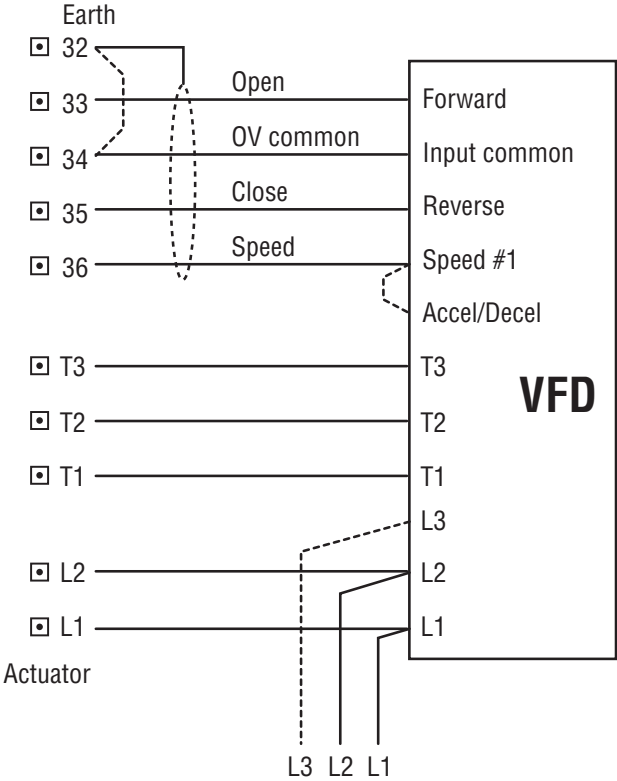 Earth
32
33 Open Forward
34 OV common Input common
35 Close Reverse
36 Speed Speed #1
Accel/Decel
T3 T3
VFD
T2 T2
T1 T1
L3
L2 L2
L1 L1
Actuator
L3 L2 L1